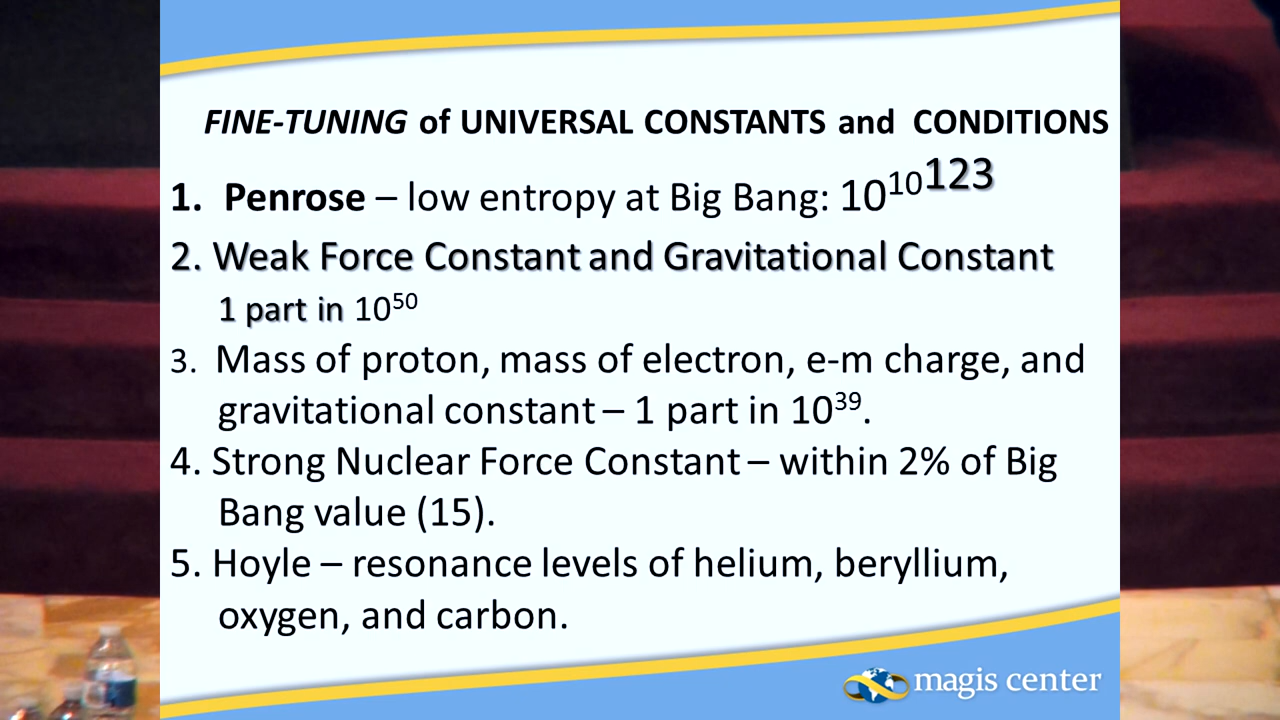 FINE-TUNING of UNIVERSAL CONSTANTS and CONDITIONS
1. Penrose – low entropy at Big Bang: 10^10^123
2. Weak Force Constant and Gravitational Constant
1 part in 10^50
3. Mass of proton, mass of electron, e-m charge, and
gravitational constant – 1 part in 10^39.
4. Strong Nuclear Force Constant – within 2% of Big
Bang value (15).
5. Hoyle – resonance levels of helium, beryllium,
oxygen, and carbon.
magis center